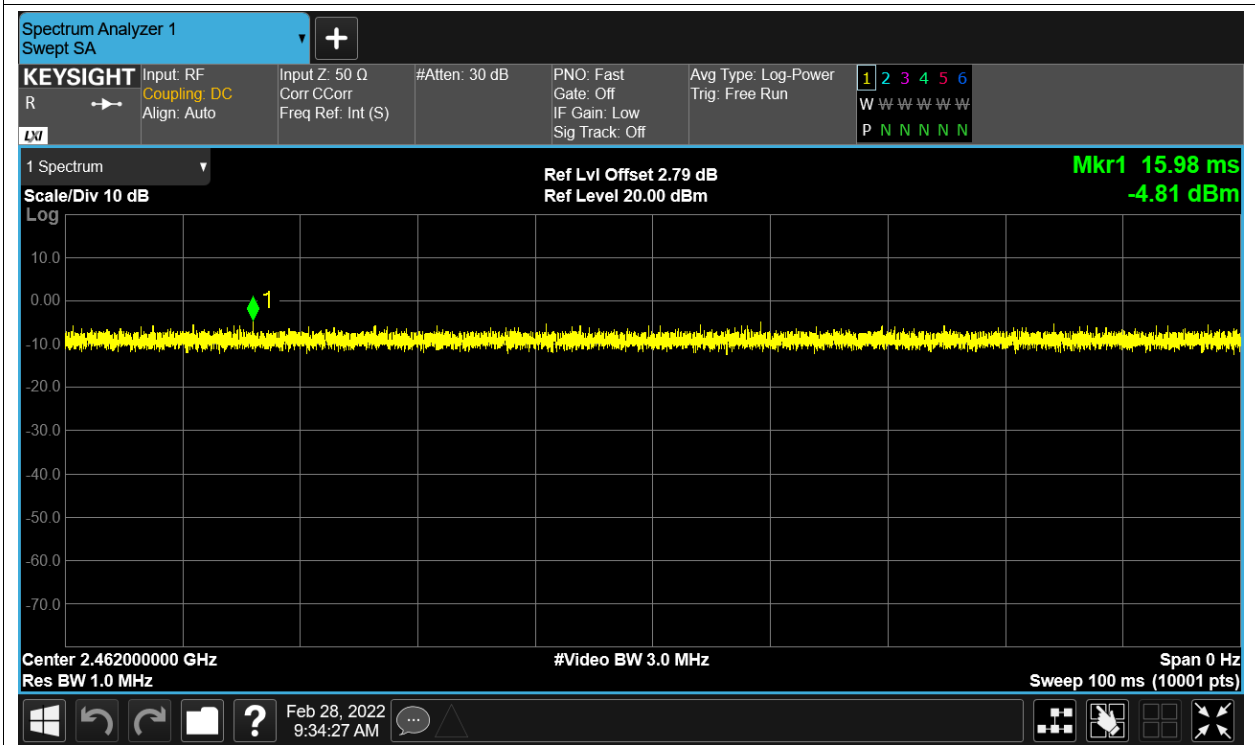 Spectrum Analyzer 1
Swept SA
KEYSIGHT Input: RF Input Z: 50 Ω #Atten: 30 dB PNO: Fast Avg Type: Log-Power 1 2 3 4 5 6
R Coupling: DC Corr CCorr Gate: Off Trig: Free Run W W W W W W
Align: Auto Freq Ref: Int (S) IF Gain: Low
LXI Sig Track: Off P N N N N N
1 Spectrum Ref Lvl Offset 2.79 dB Mkr1 15.98 ms
Scale/Div 10 dB Ref Level 20.00 dBm -4.81 dBm
Log
10.0
0.00 1
-10.0
-20.0
-30.0
-40.0
-50.0
-60.0
-70.0
Center 2.462000000 GHz #Video BW 3.0 MHz Span 0 Hz
Res BW 1.0 MHz Sweep 100 ms (10001 pts)
? Feb 28, 2022
9:34:27 AM